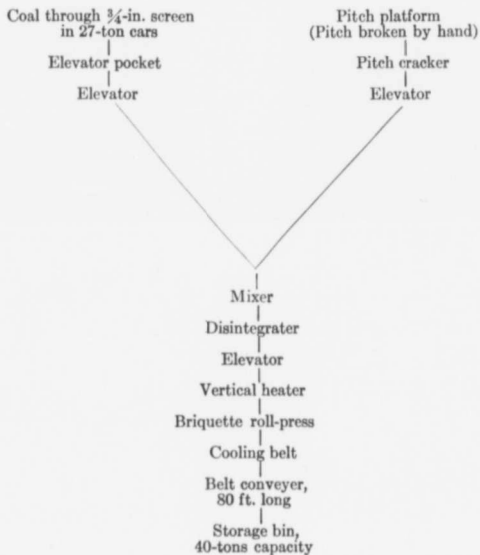 Coal through ¾-in. screen
in 27-ton cars
Elevator pocket
Elevator
Pitch platform
(Pitch broken by hand)
Pitch cracker
Elevator
Mixer
Disintegrater
Elevator
Vertical heater
Briquette roll-press
Cooling belt
Belt conveyer,
80 ft. long
Storage bin,
40-tons capacity